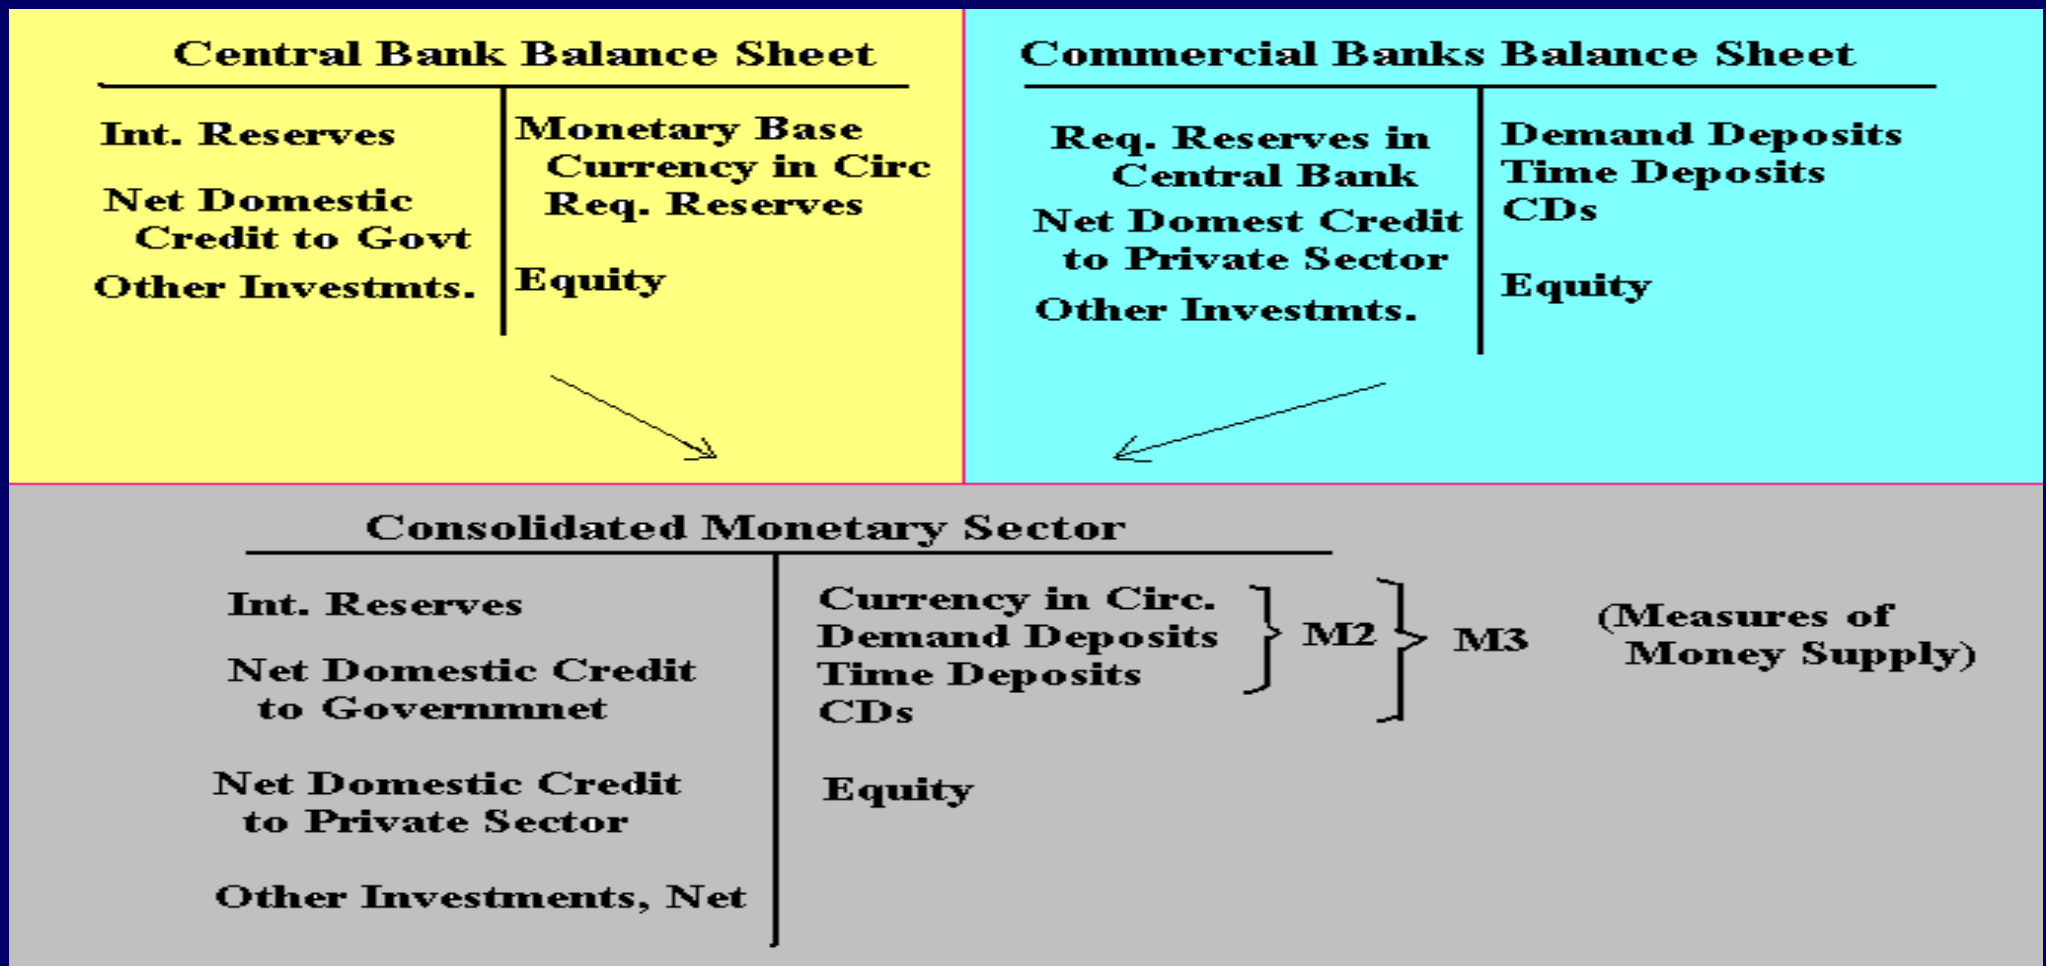 Central Bank Balance Sheet
Int. Reserves
Net Domestic
Credit to Govt
Other Investmts.
Monetary Base
Currency in Circ
Req. Reserves
Equity
Commercial Banks Balance Sheet
Req. Reserves in
Central Bank
Net Domest Credit
to Private Sector
Other Investmts.
Demand Deposits
Time Deposits
CDs
Equity
Consolidated Monetary Sector
Int. Reserves
Net Domestic Credit
to Governmnet
Net Domestic Credit
to Private Sector
Other Investments, Net
Currency in Circ.
Demand Deposits
Time Deposits
CDs
Equity
M2
M3
(Measures of
Money Supply)